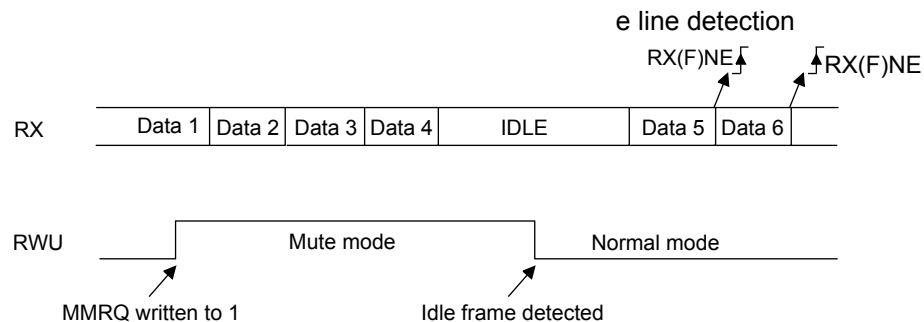 e line detection
RX(F)NE RX(F)NE
RX Data 1 Data 2 Data 3 Data 4 IDLE Data 5 Data 6
RWU Mute mode Normal mode
MMRQ written to 1 Idle frame detected